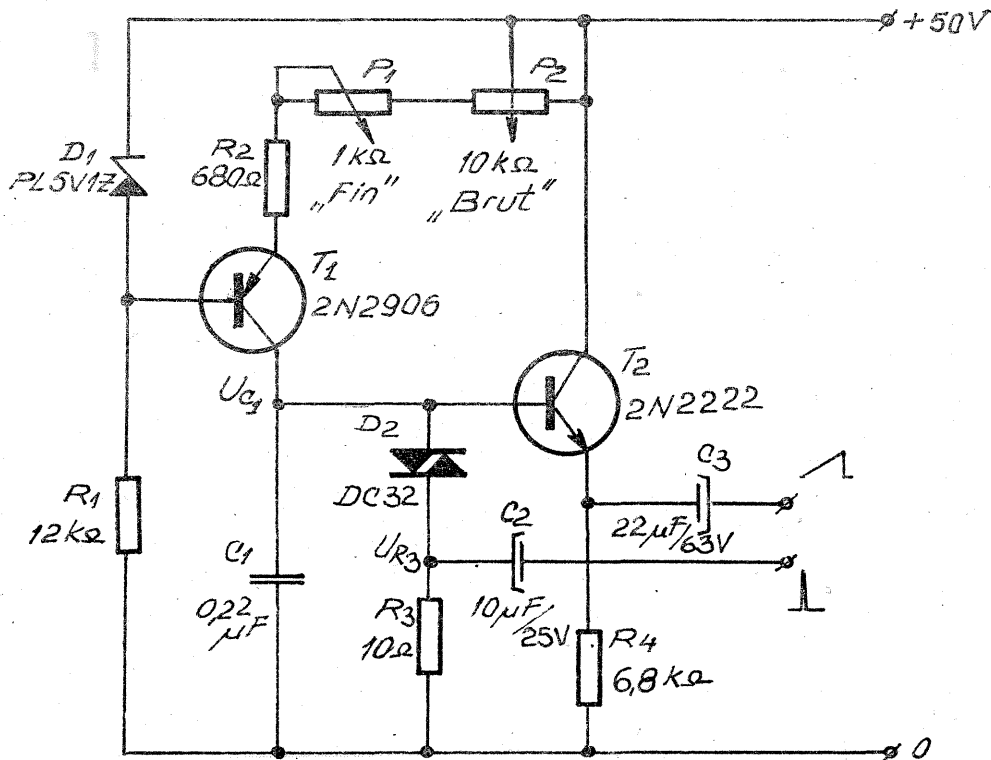 +50V
P1
P2
D1
PL5V1Z
R2
680Ω
1kΩ
„Fin”
10kΩ
„Brut”
T1
2N2906
UC1
T2
2N2222
D2
DC32
R1
12kΩ
C1
0,22
μF
UR3
C2
10μF/25V
C3
22μF/63V
R3
10Ω
R4
6,8kΩ
0